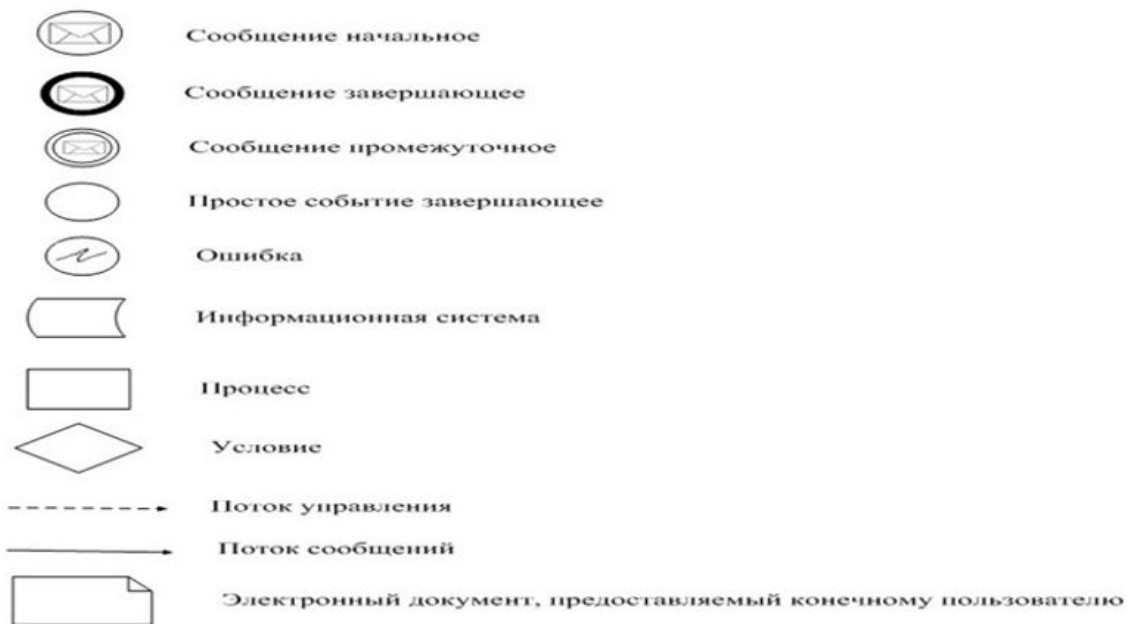 Сообщение начальное
Сообщение завершающее
Сообщение промежуточное
Простое событие завершающее
Ошибка
Информационная система
Процесс
Условие
Поток управления
Поток сообщений
Электронный документ, предоставляемый конечному пользователю